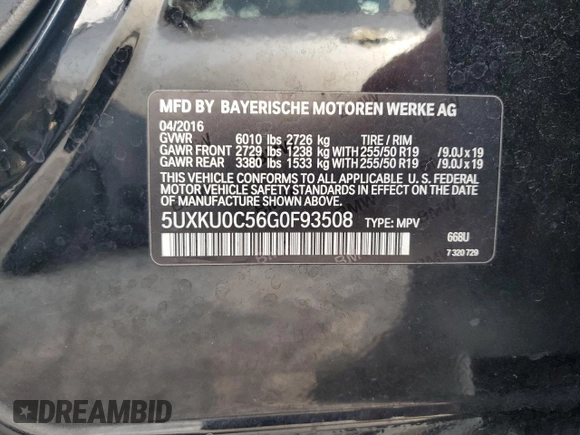 MFD BY BAYERISCHE MOTOREN WERKE AG
04/2016
GVWR 6010 lbs 2726 kg TIRE / RIM
GAWR FRONT 2729 lbs 1238 kg WITH 255/50 R19 /9.0J x 19
GAWR REAR 3380 lbs 1533 kg WITH 255/50 R19 /9.0J x 19
THIS VEHICLE CONFORMS TO ALL APPLICABLE U. S. FEDERAL
MOTOR VEHICLE SAFETY STANDARDS IN EFFECT ON THE DATE
OF MANUFACTURE SHOWN ABOVE.
5UXKU0C56G0F93508 TYPE: MPV
668U
7 320 729
DREAMBID